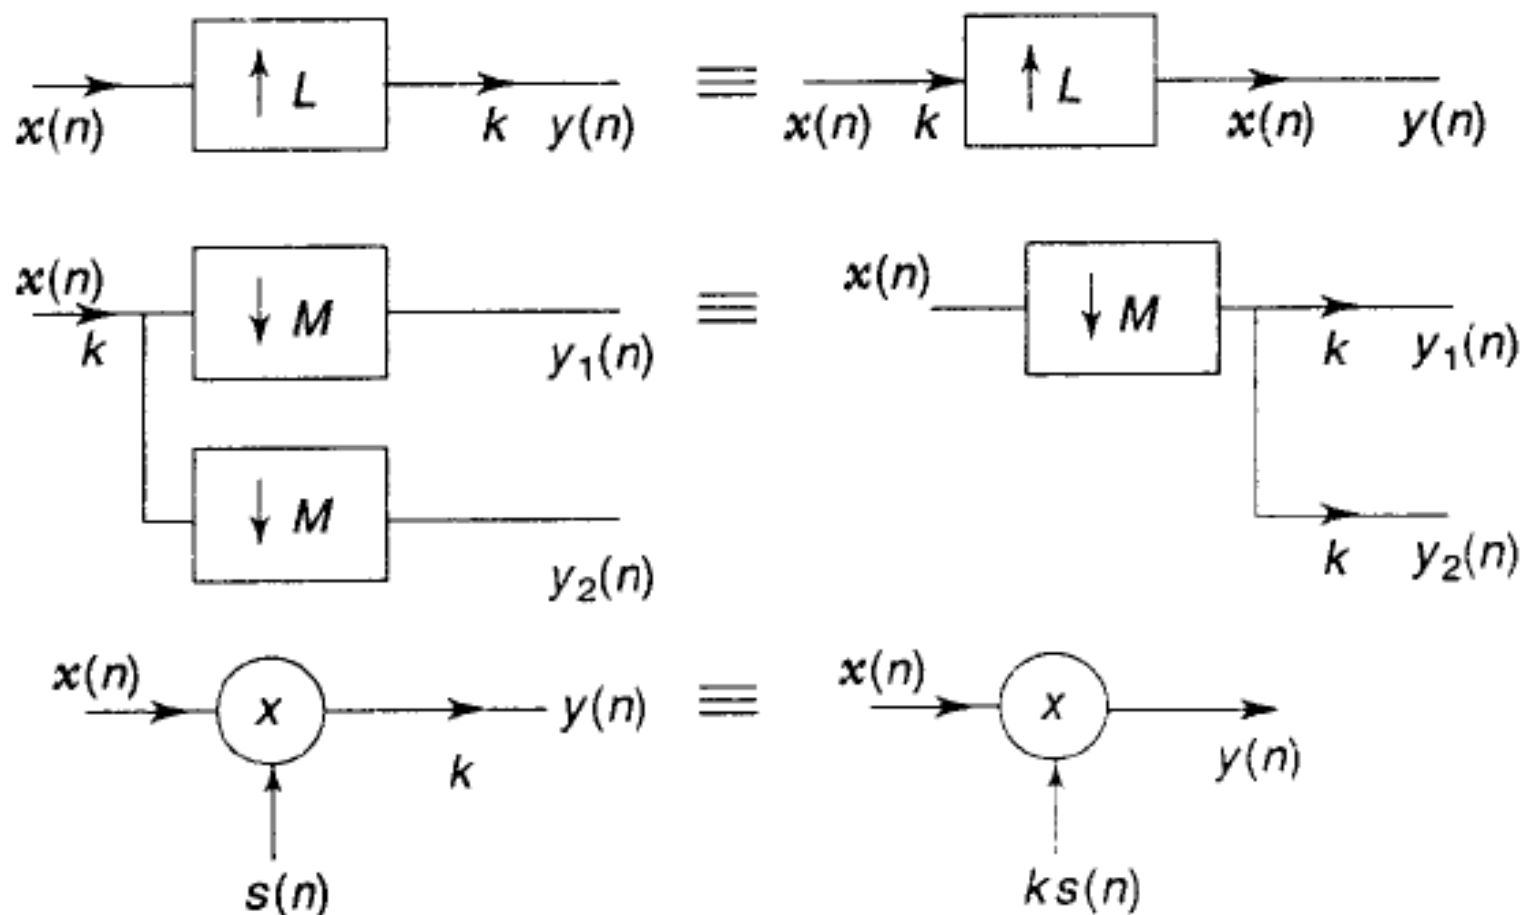 x(n) ↑ L k y(n) ≡ x(n) k ↑ L x(n) y(n)
x(n) k ↓ M y₁(n) ≡ x(n) ↓ M k y₁(n)
↓ M y₂(n) k y₂(n)
x(n) x k y(n) ≡ x(n) x y(n)
s(n) ks(n)